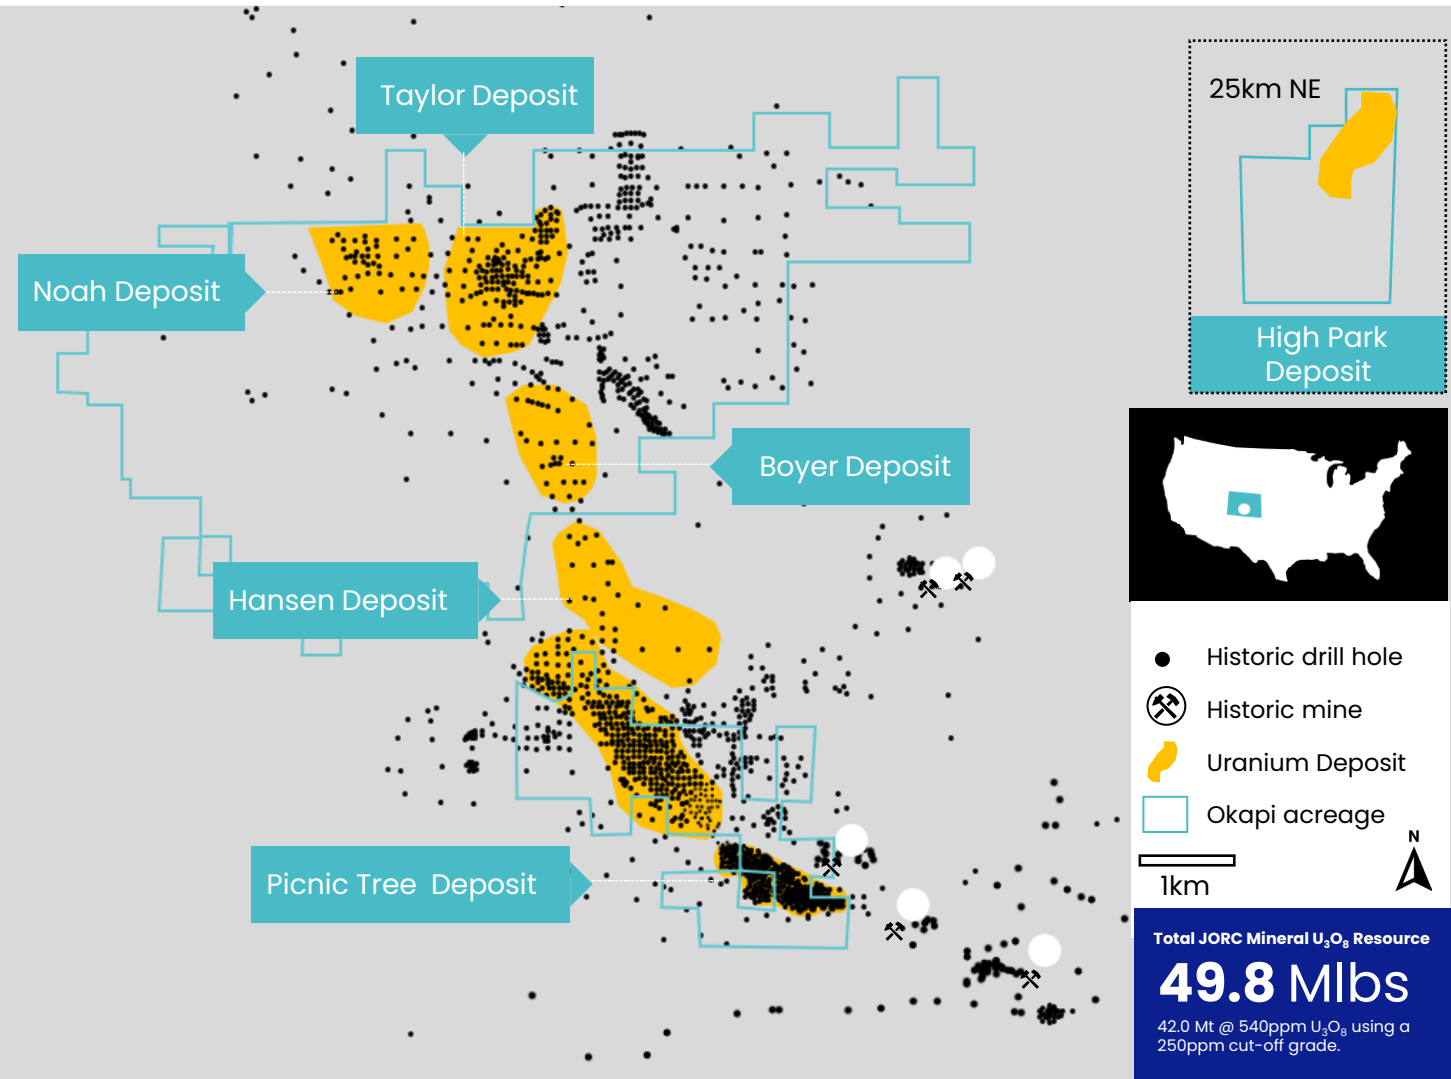 Taylor Deposit
25km NE
Noah Deposit
High Park
Deposit
Boyer Deposit
Hansen Deposit
Picnic Tree  Deposit
Historic drill hole
Historic mine
Uranium Deposit
Okapi acreage
N
1km
Total JORC Mineral U₃O₈ Resource
49.8 Mlbs
42.0 Mt @ 540ppm U₃O₈ using a
250ppm cut-off grade.